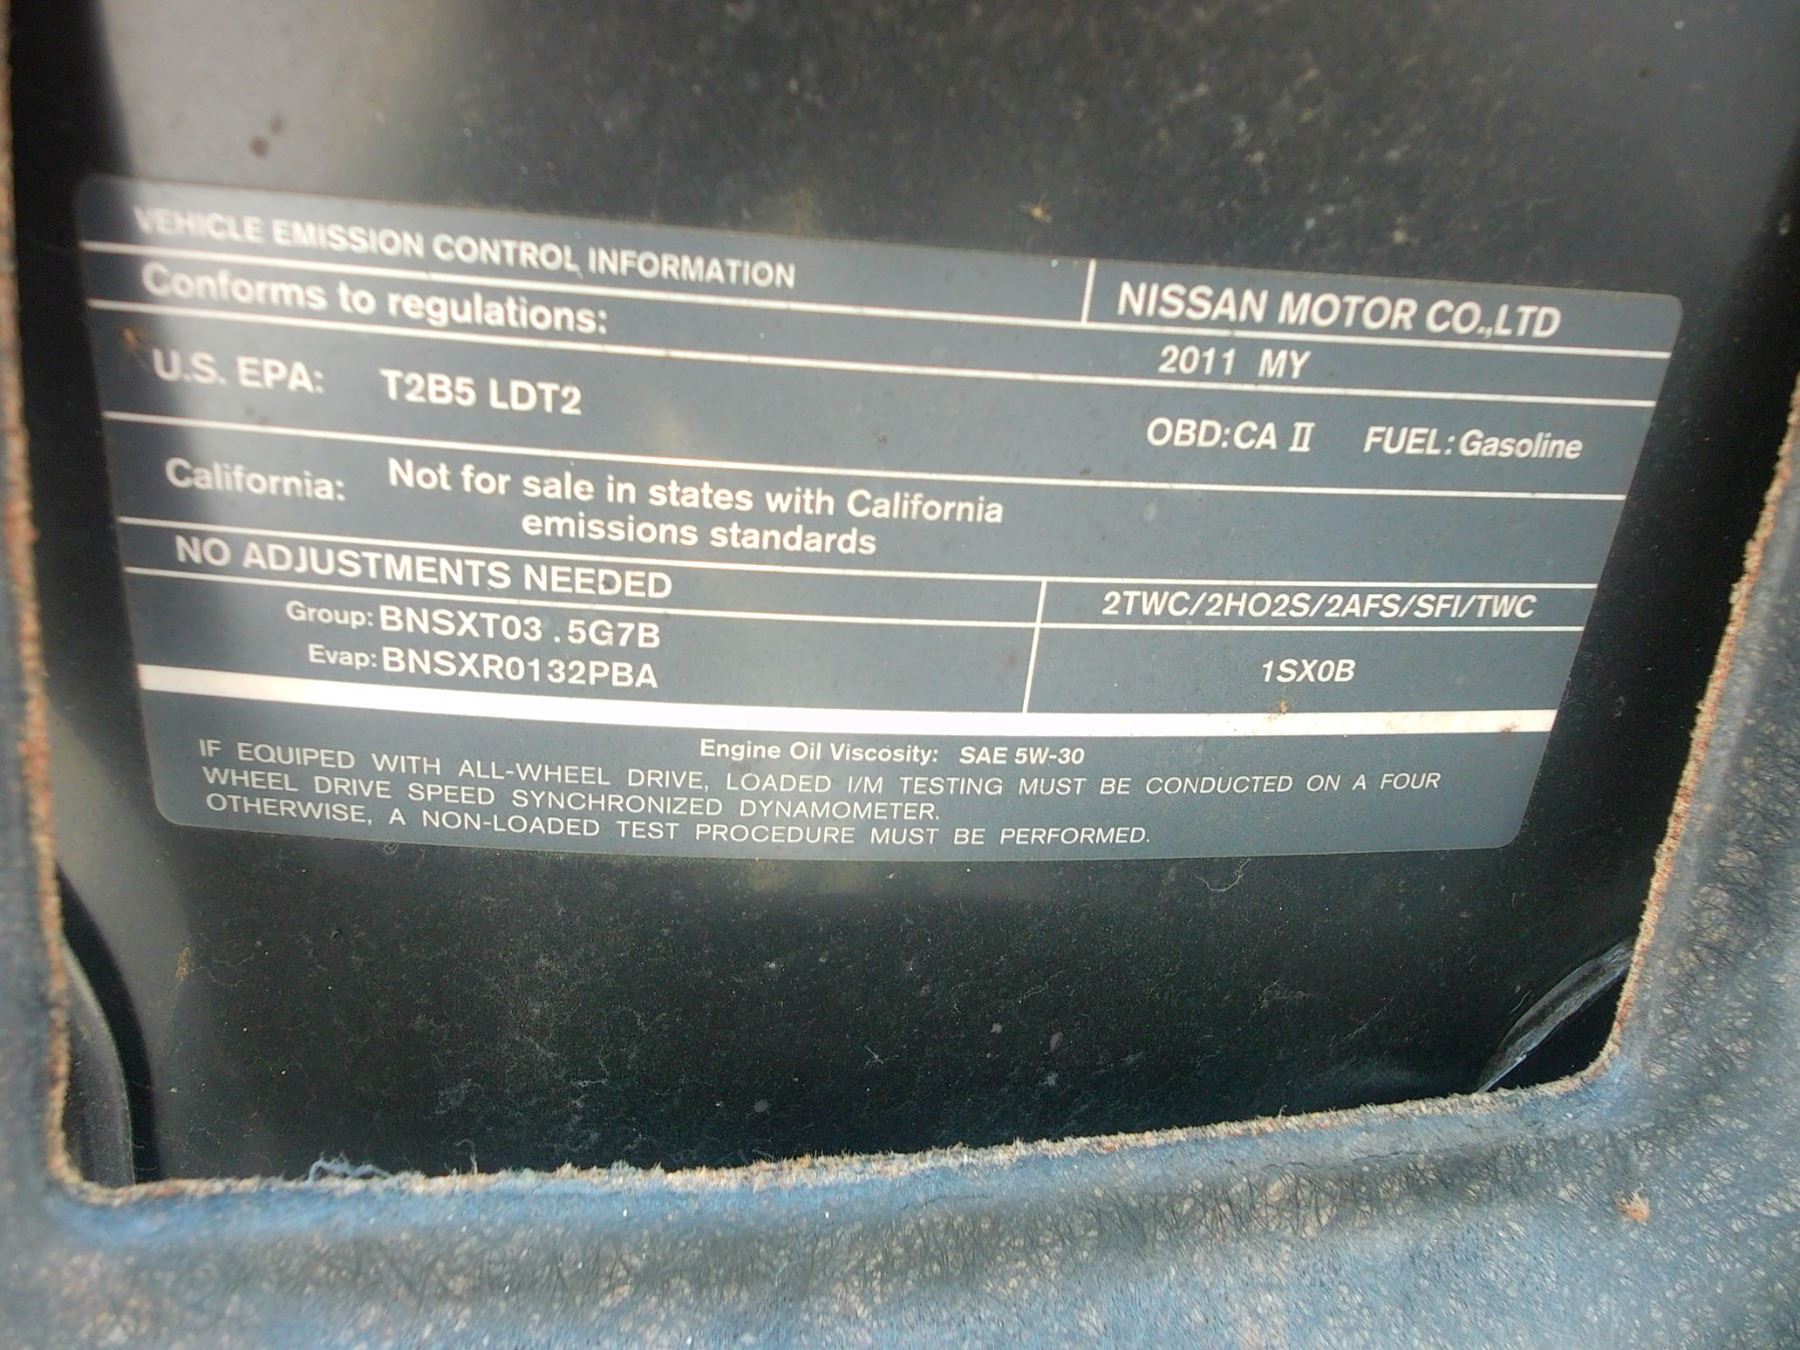 VEHICLE EMISSION CONTROL INFORMATION
NISSAN MOTOR CO.,LTD
Conforms to regulations:
2011 MY
U.S. EPA: T2B5 LDT2
OBD:CA II FUEL:Gasoline
California: Not for sale in states with California
emissions standards
NO ADJUSTMENTS NEEDED
2TWC/2HO2S/2AFS/SFI/TWC
Group: BNSXT03.5G7B
Evap: BNSXR0132PBA
1SX0B
Engine Oil Viscosity: SAE 5W-30
IF EQUIPED WITH ALL-WHEEL DRIVE, LOADED I/M TESTING MUST BE CONDUCTED ON A FOUR
WHEEL DRIVE SPEED SYNCHRONIZED DYNAMOMETER.
OTHERWISE, A NON-LOADED TEST PROCEDURE MUST BE PERFORMED.